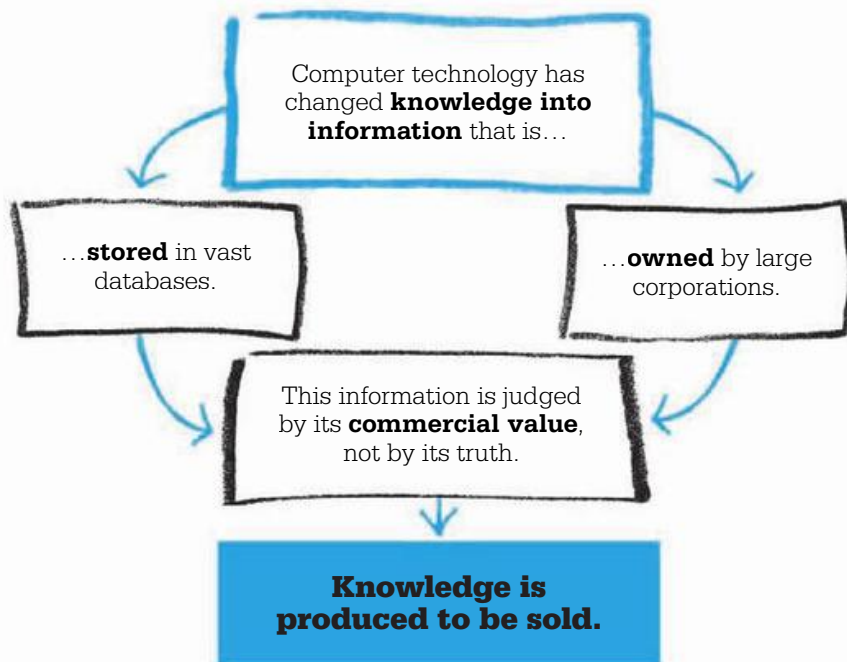 Computer technology has
changed knowledge into
information that is…
…stored in vast
databases.
…owned by large
corporations.
This information is judged
by its commercial value,
not by its truth.
Knowledge is
produced to be sold.